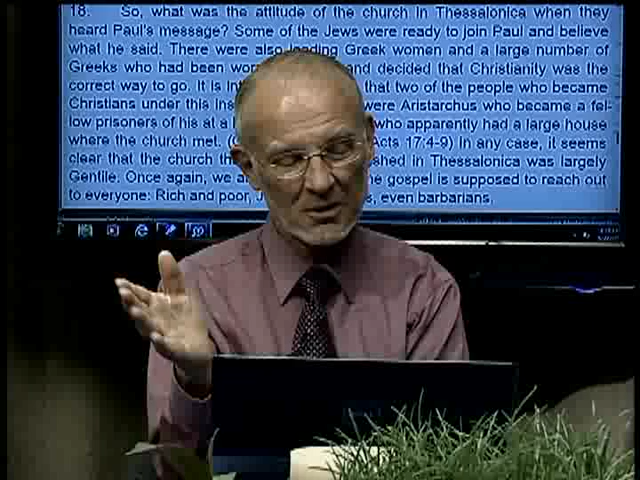 18. So, what was the attitude of the church in Thessalonica when they
heard Paul's message? Some of the Jews were ready to join Paul and believe
what he said. There were also leading Greek women and a large number of
Greeks who had been wor and decided that Christianity was the
correct way to go. It is in that two of the people who became
Christians under this ins were Aristarchus who became a fel-
low prisoners of his at a who apparently had a large house
where the church met. Acts 17:4-9) In any case, it seems
clear that the church th shed in Thessalonica was largely
Gentile. Once again, we a e gospel is supposed to reach out
to everyone: Rich and poor, J s, even barbarians.